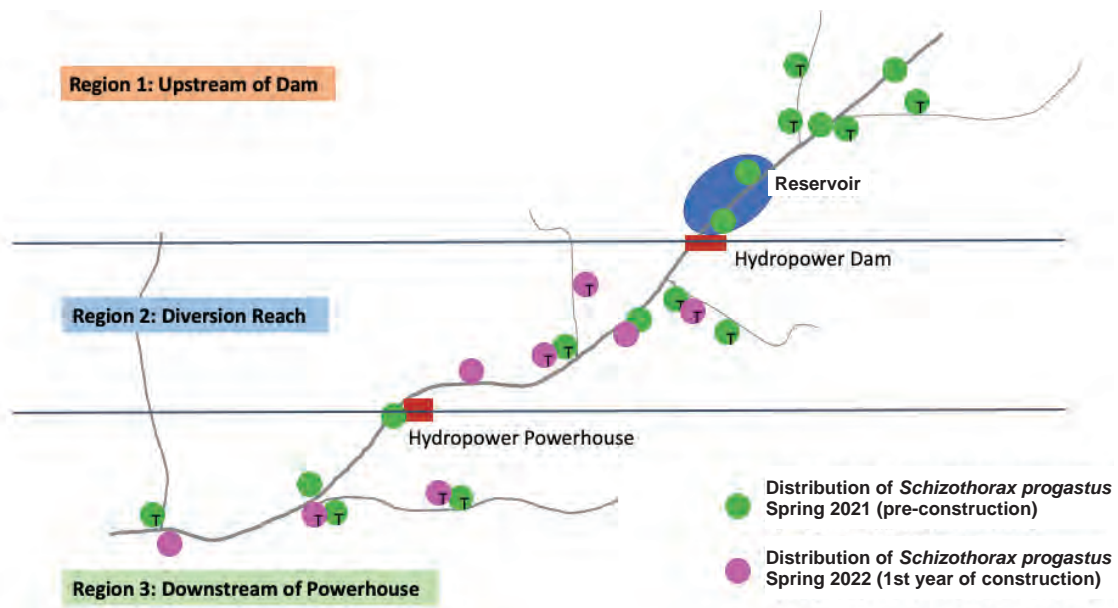 Region 1: Upstream of Dam
T
T
T
T
Reservoir
Hydropower Dam
T
Region 2: Diversion Reach
T
T
T
T
T
Hydropower Powerhouse
T
T
T
T
T
Distribution of Schizothorax progastus
Spring 2021 (pre-construction)
Distribution of Schizothorax progastus
Spring 2022 (1st year of construction)
Region 3: Downstream of Powerhouse